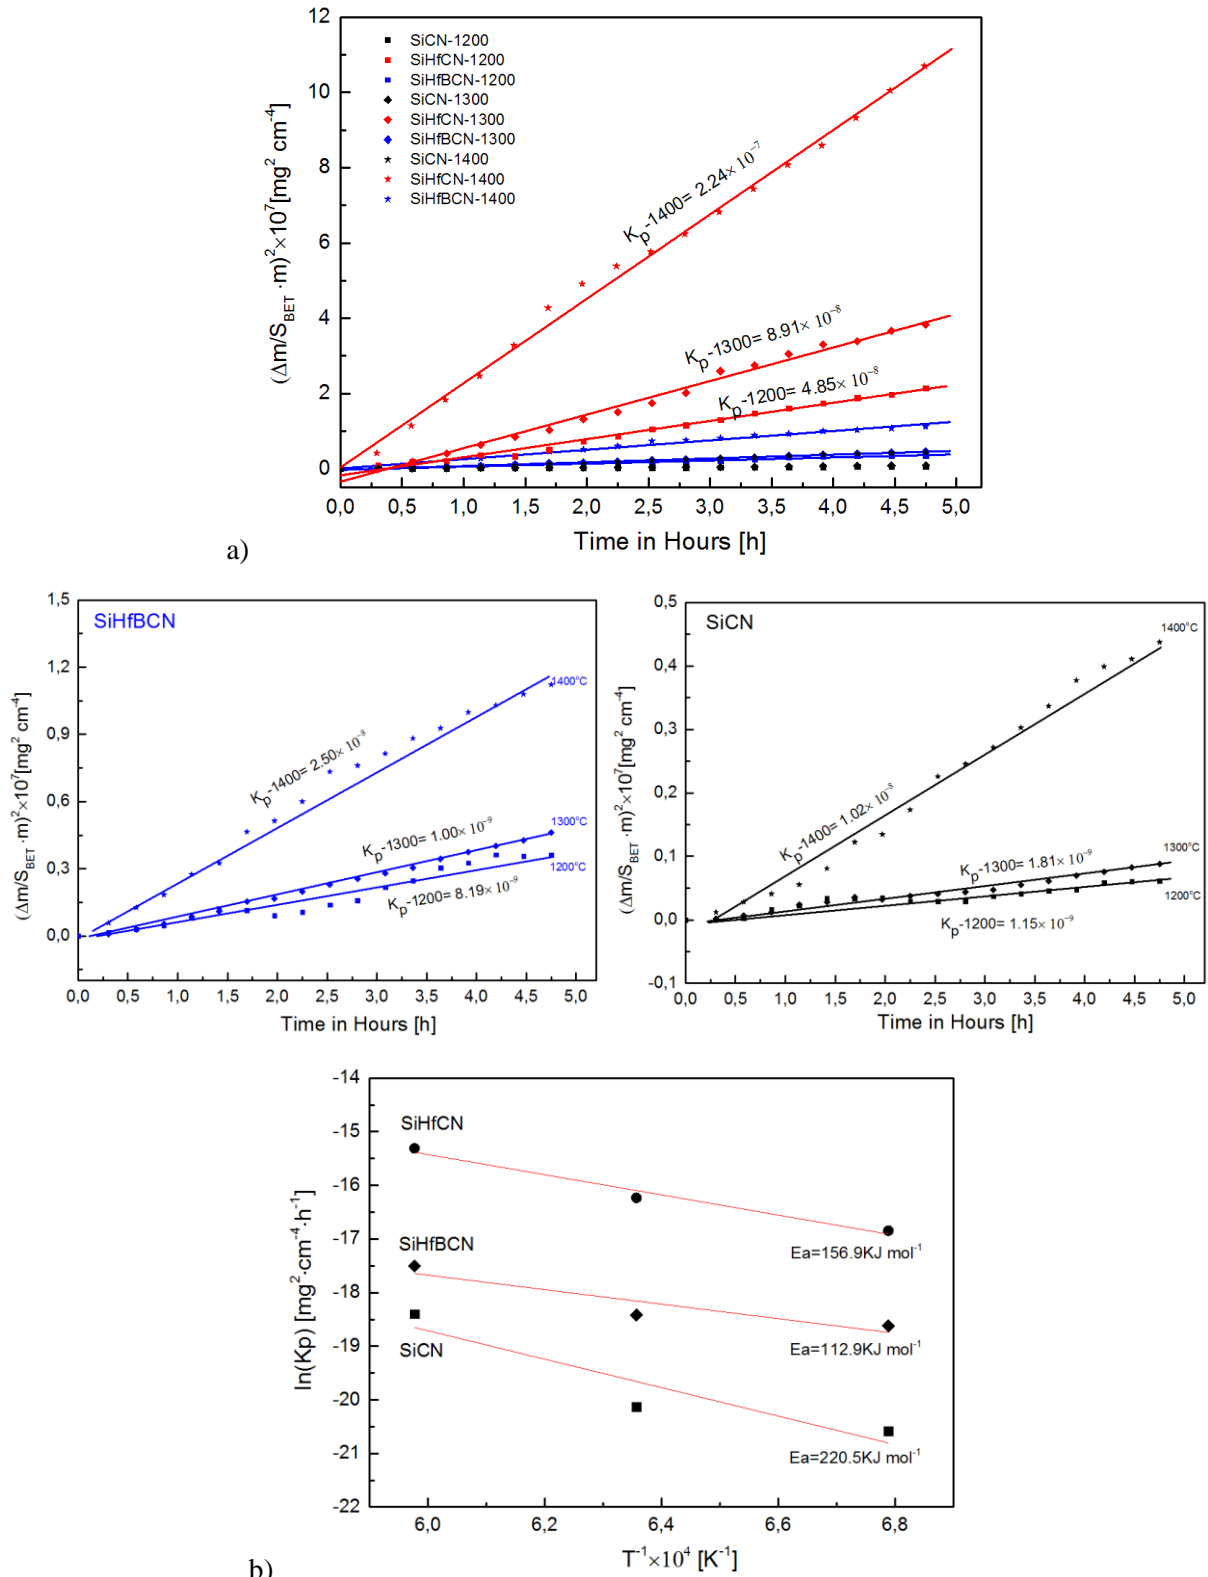 12
10
8
6
4
2
0
(Δm/S_BET ·m)²×10⁷[mg² cm⁻⁴]
SiCN-1200
SiHfCN-1200
SiHfBCN-1200
SiCN-1300
SiHfCN-1300
SiHfBCN-1300
SiCN-1400
SiHfCN-1400
SiHfBCN-1400
K_p-1400= 2.24× 10⁻⁷
K_p-1300= 8.91× 10⁻⁸
K_p-1200= 4.85× 10⁻⁸
0,0 0,5 1,0 1,5 2,0 2,5 3,0 3,5 4,0 4,5 5,0
Time in Hours [h]
a)
1,5
1,2
0,9
0,6
0,3
0,0
(Δm/S_BET ·m)²×10⁷[mg² cm⁻⁴]
SiHfBCN
1400°C
K_p-1400= 2.50× 10⁻⁸
1300°C
K_p-1300= 1.00× 10⁻⁹
1200°C
K_p-1200= 8.19× 10⁻⁹
0,0 0,5 1,0 1,5 2,0 2,5 3,0 3,5 4,0 4,5 5,0
Time in Hours [h]
0,5
0,4
0,3
0,2
0,1
0,0
-0,1
(Δm/S_BET ·m)²×10⁷[mg² cm⁻⁴]
SiCN
1400°C
K_p-1400= 1.02× 10⁻⁸
1300°C
K_p-1300= 1.81× 10⁻⁹
1200°C
K_p-1200= 1.15× 10⁻⁹
0,0 0,5 1,0 1,5 2,0 2,5 3,0 3,5 4,0 4,5 5,0
Time in Hours [h]
-14
-15
-16
-17
-18
-19
-20
-21
-22
ln(Kp) [mg²·cm⁻⁴·h⁻¹]
SiHfCN
Ea=156.9KJ mol⁻¹
SiHfBCN
Ea=112.9KJ mol⁻¹
SiCN
Ea=220.5KJ mol⁻¹
6,0 6,2 6,4 6,6 6,8
T⁻¹×10⁴ [K⁻¹]
b)